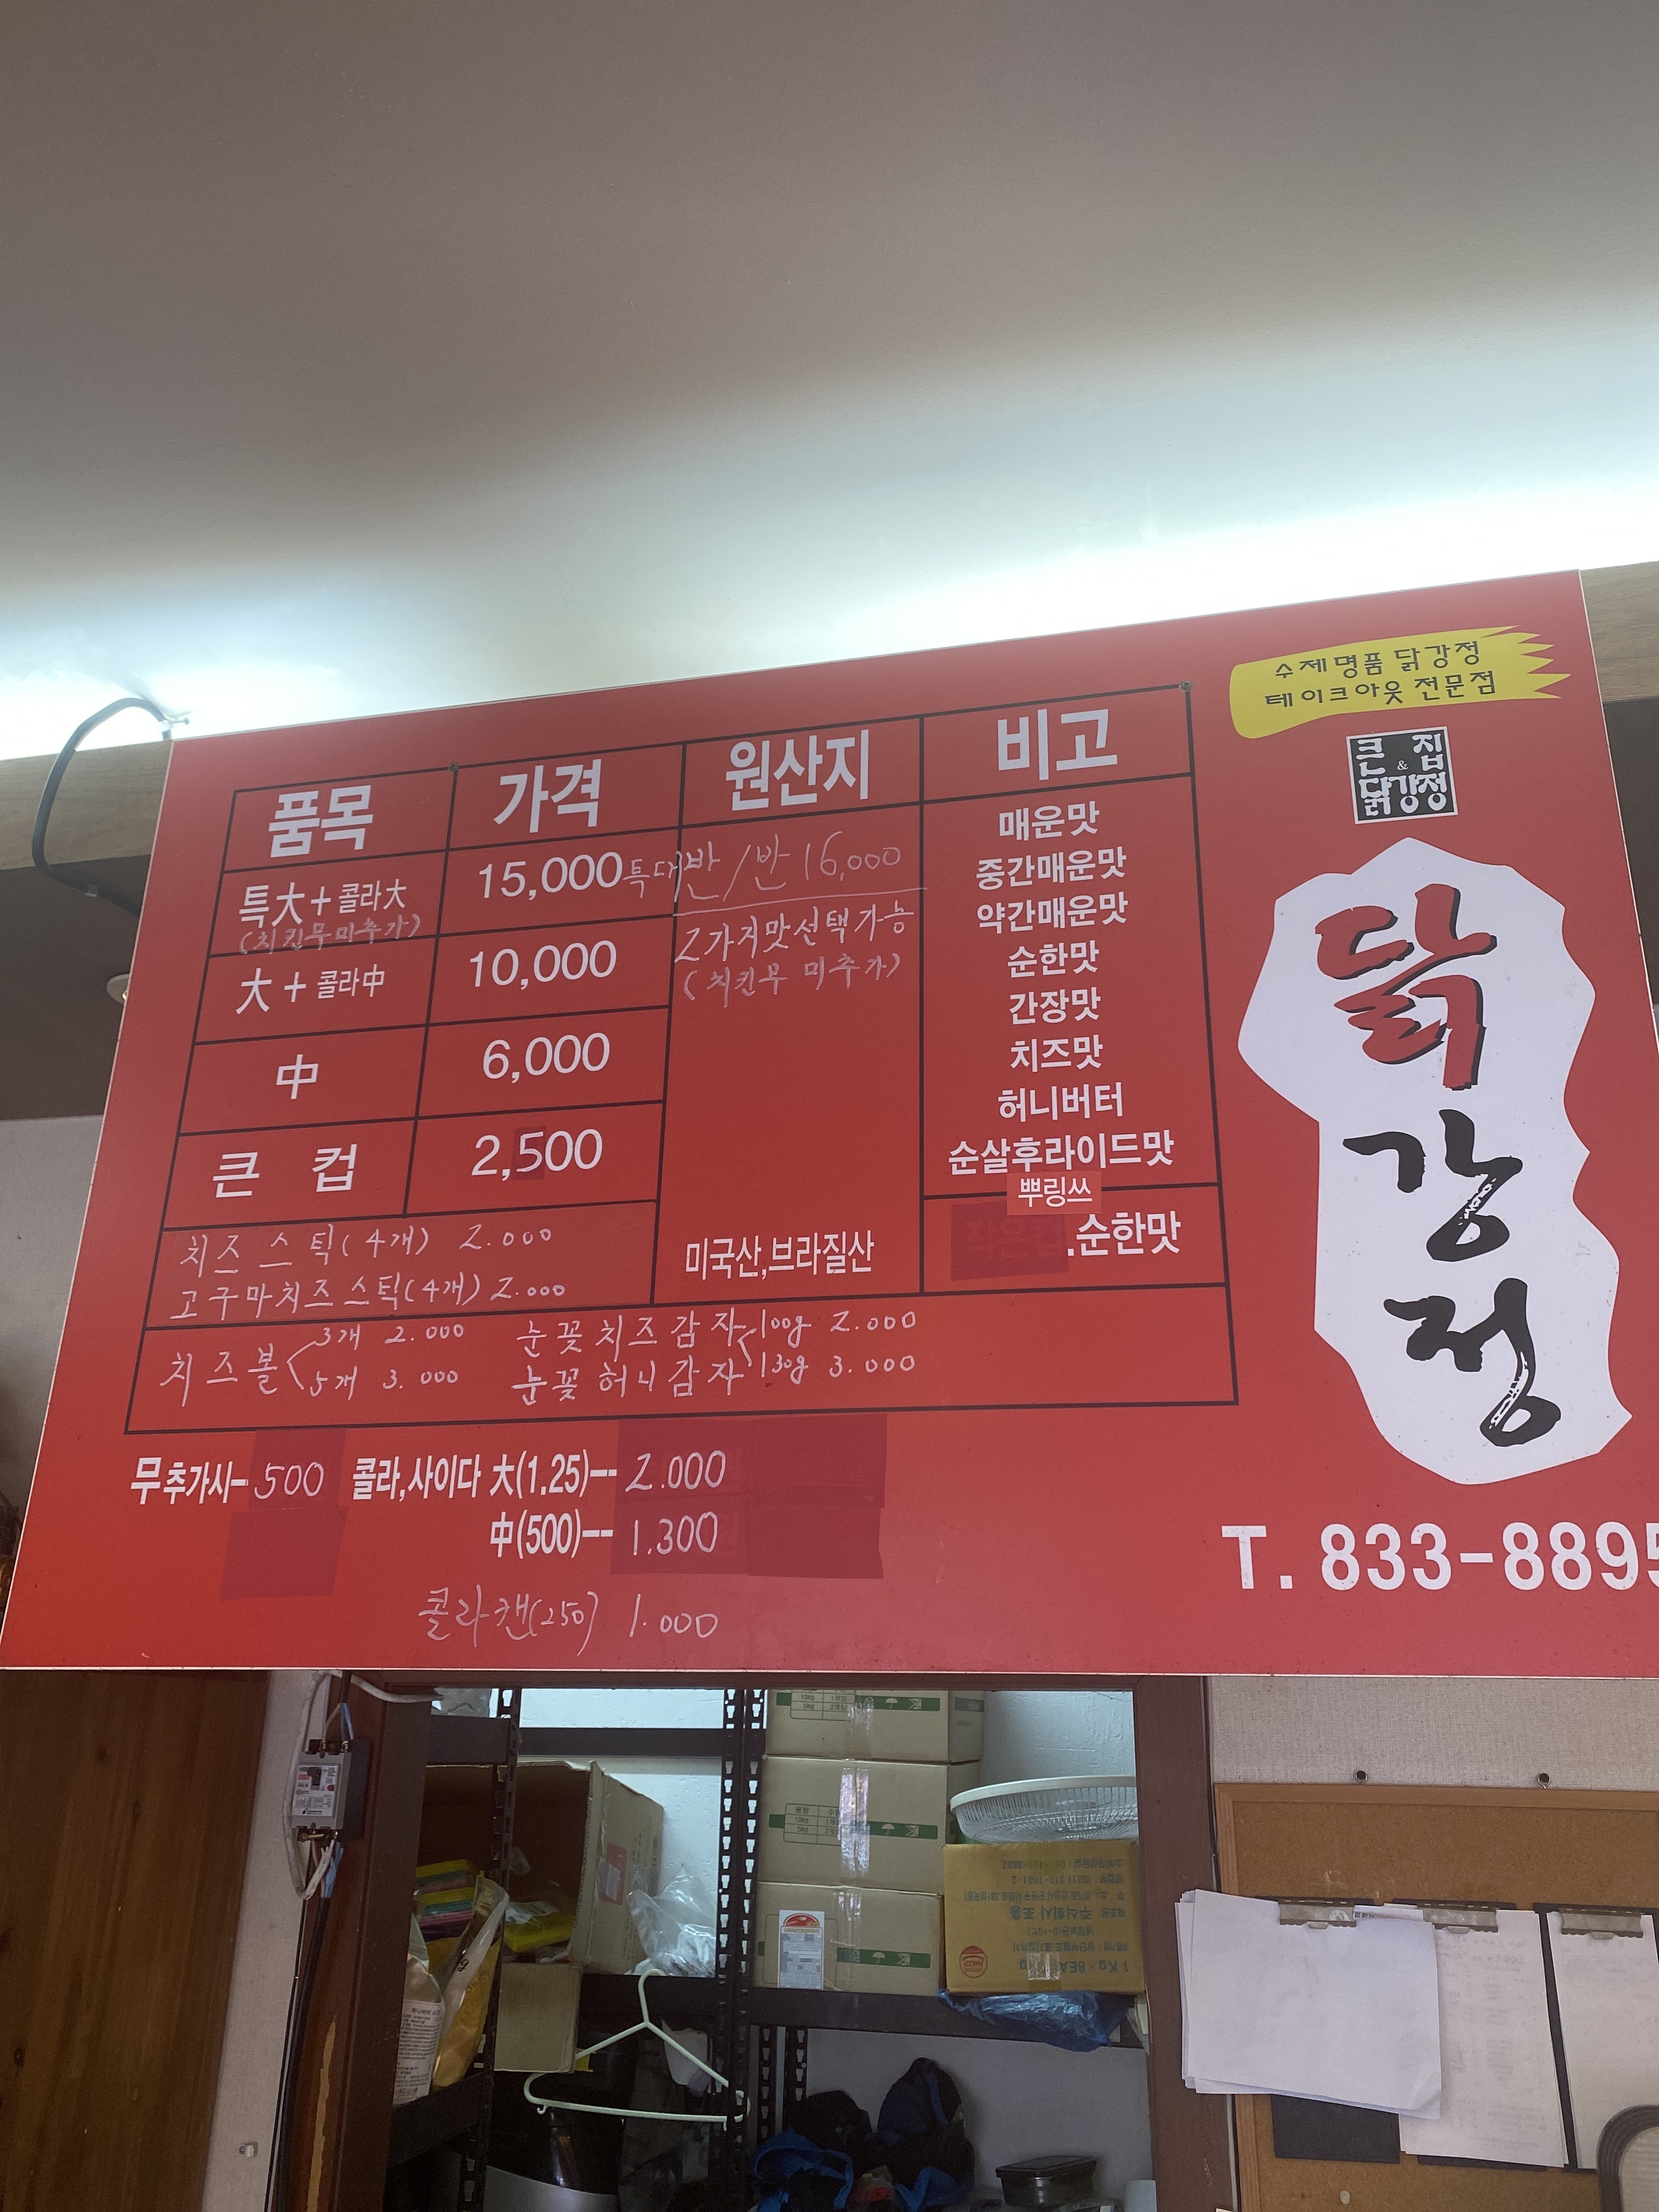 수제명품 닭강정
테이크아웃 전문점
큰집
&
닭강정
닭강정
품목 가격 원산지 비고
특大+콜라大 15,000 특대반/반 16,000
(치킨무미추가)
2가지맛선택가능
(치킨무 미추가)
大+콜라中 10,000
中 6,000
큰 컵 2,500
미국산,브라질산
매운맛
중간매운맛
약간매운맛
순한맛
간장맛
치즈맛
허니버터
순살후라이드맛
뿌링쓰
작은컵.순한맛
치즈 스틱(4개) 2.000
고구마치즈스틱(4개) 2.000
치즈볼 3개 2.000
5개 3.000
눈꽃치즈감자 100g 2.000
눈꽃허니감자 130g 3.000
무추가시-500 콜라,사이다 大(1.25)--2.000
中(500)--1.300
콜라캔(250) 1.000
T. 833-8895